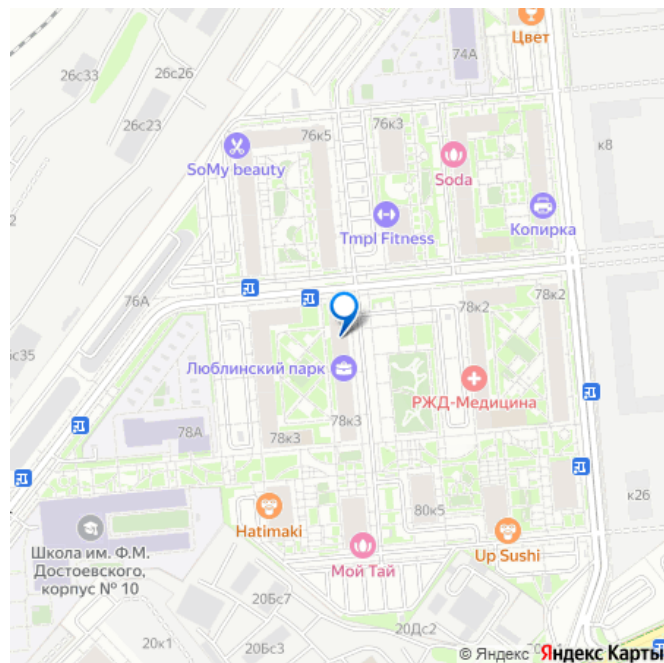 Цвет
74А
26с33
26с26
26с23
76к5
76к3
к8
SoMy beauty
Soda
Копирка
Tmpl Fitness
76А
78к2
78к2
с35
Люблинский парк
РЖД-Медицина
78к3
78А
78к3
к26
80к5
Hatimaki
Up Sushi
Школа им. Ф.М.
Достоевского,
корпус № 10
Мой Тай
20Бс7
20к1
20Бс3
20Дс2
© Яндекс Яндекс Карты